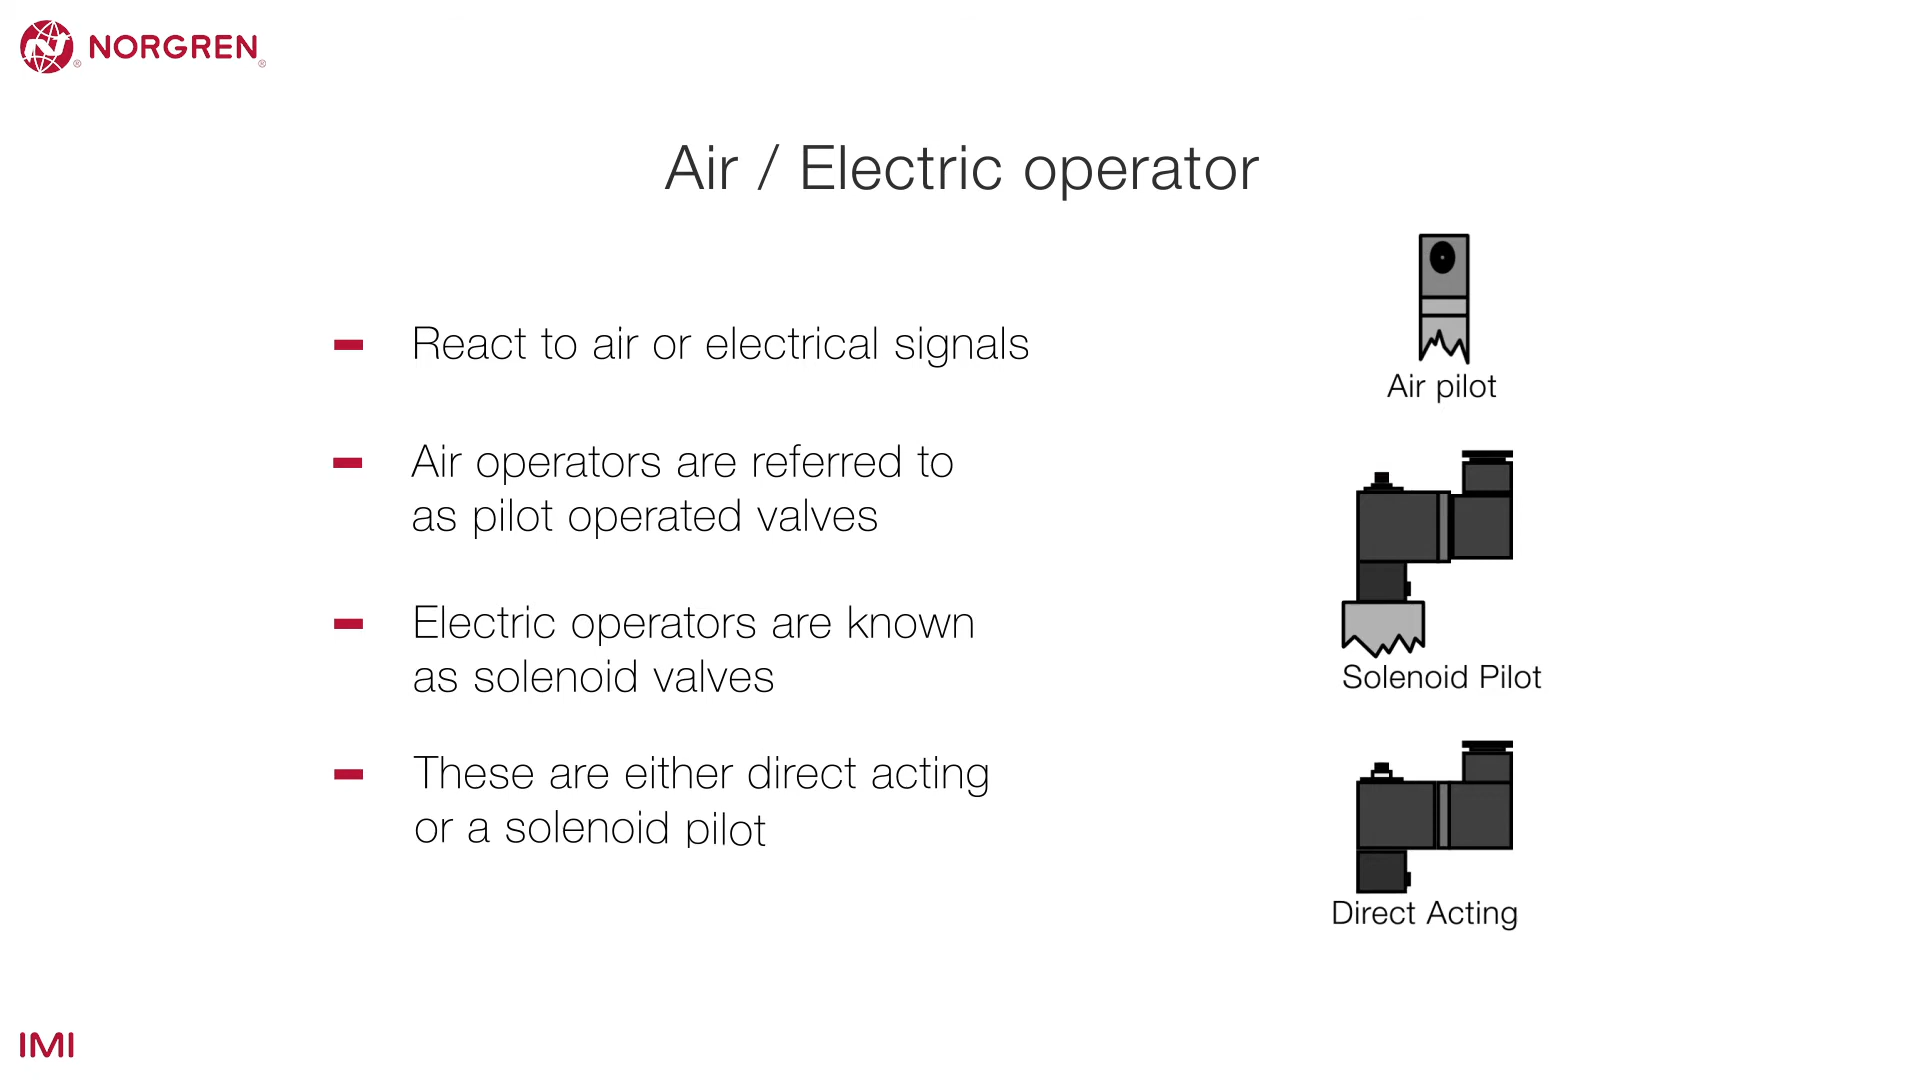 NORGREN
Air / Electric operator
React to air or electrical signals
Air operators are referred to
as pilot operated valves
Electric operators are known
as solenoid valves
These are either direct acting
or a solenoid pilot
Air pilot
Solenoid Pilot
Direct Acting
IMI